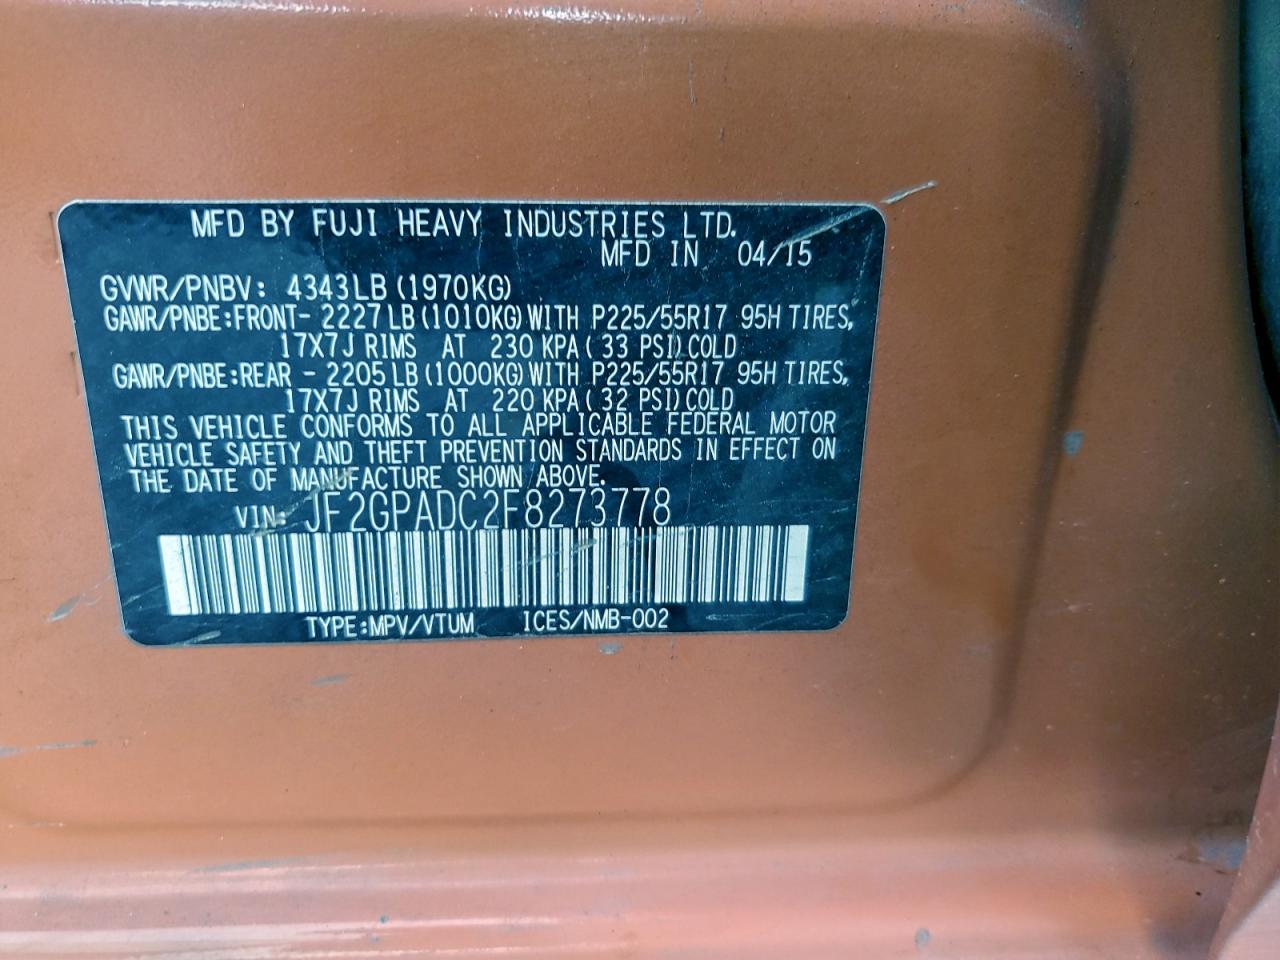 MFD BY FUJI HEAVY INDUSTRIES LTD.
MFD IN 04/15
GVWR/PNBV: 4343LB (1970KG)
GAWR/PNBE:FRONT- 2227LB (1010KG) WITH P225/55R17 95H TIRES,
17X7J RIMS AT 230 KPA ( 33 PSI) COLD
GAWR/PNBE:REAR - 2205LB (1000KG) WITH P225/55R17 95H TIRES,
17X7J RIMS AT 220 KPA ( 32 PSI) COLD
THIS VEHICLE CONFORMS TO ALL APPLICABLE FEDERAL MOTOR
VEHICLE SAFETY AND THEFT PREVENTION STANDARDS IN EFFECT ON
THE DATE OF MANUFACTURE SHOWN ABOVE.
VIN: JF2GPADC2F8273778
TYPE:MPV/VTUM ICES/NMB-002